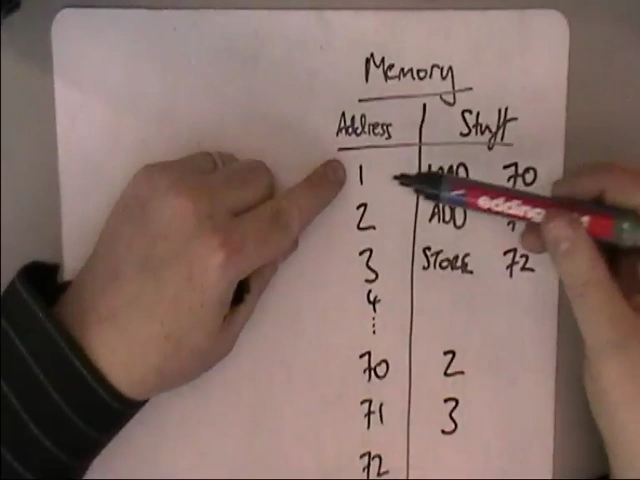 Memory
Address Stuff
1 LOAD 70
2 ADD
3 STORE 72
4
⋮
70 2
71 3
72
edding